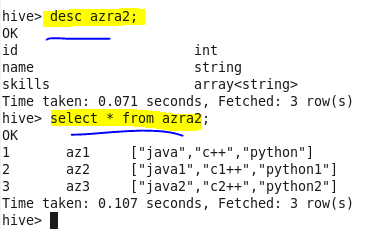 hive> desc azra2;
OK
id int
name string
skills array<string>
Time taken: 0.071 seconds, Fetched: 3 row(s)
hive> select * from azra2;
OK
1 az1 ["java","c++","python"]
2 az2 ["java1","c1++","python1"]
3 az3 ["java2","c2++","python2"]
Time taken: 0.107 seconds, Fetched: 3 row(s)
hive>